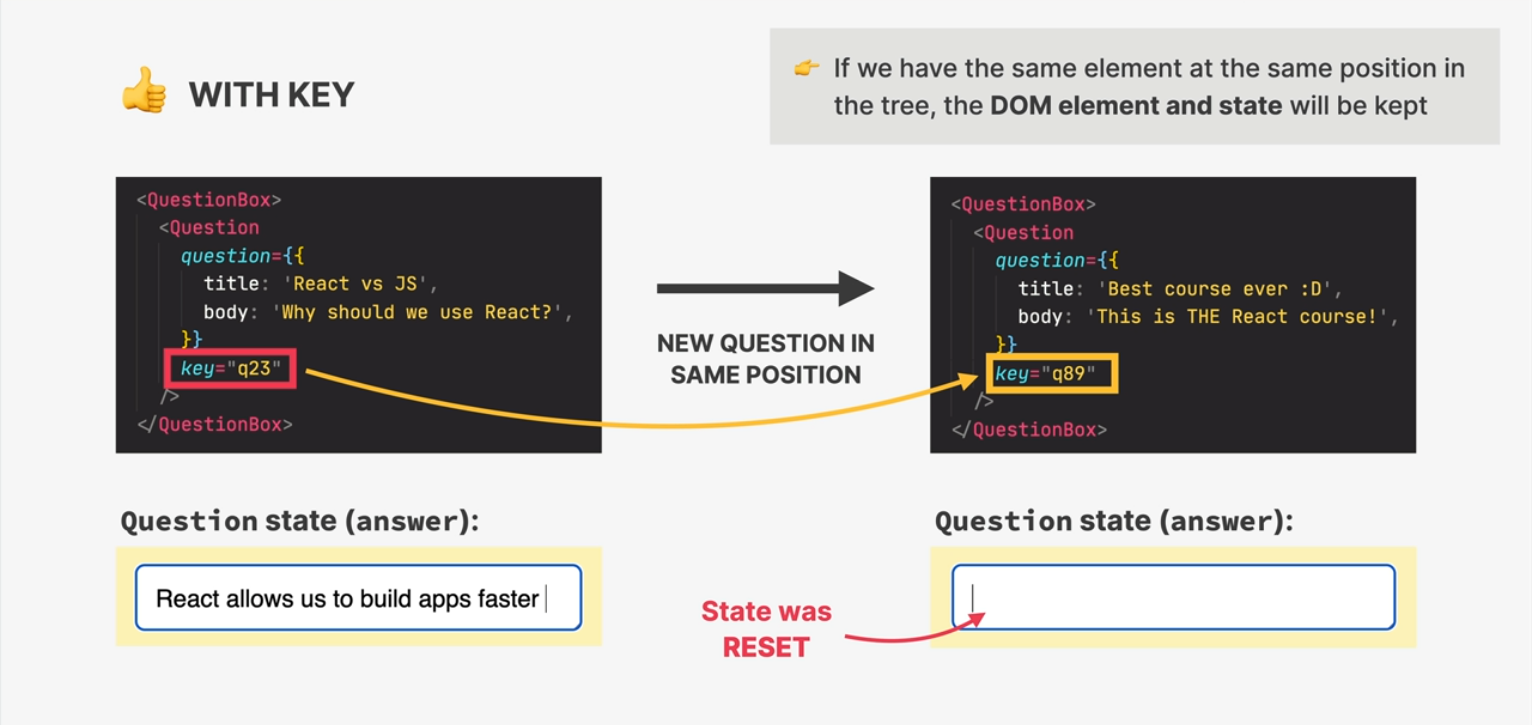 WITH KEY
If we have the same element at the same position in
the tree, the DOM element and state will be kept
<QuestionBox>
<Question
question={{
title: 'React vs JS',
body: 'Why should we use React?',
}}
key="q23"
/>
</QuestionBox>
NEW QUESTION IN
SAME POSITION
<QuestionBox>
<Question
question={{
title: 'Best course ever :D',
body: 'This is THE React course!',
}}
key="q89"
/>
</QuestionBox>
Question state (answer):
React allows us to build apps faster
Question state (answer):
State was
RESET